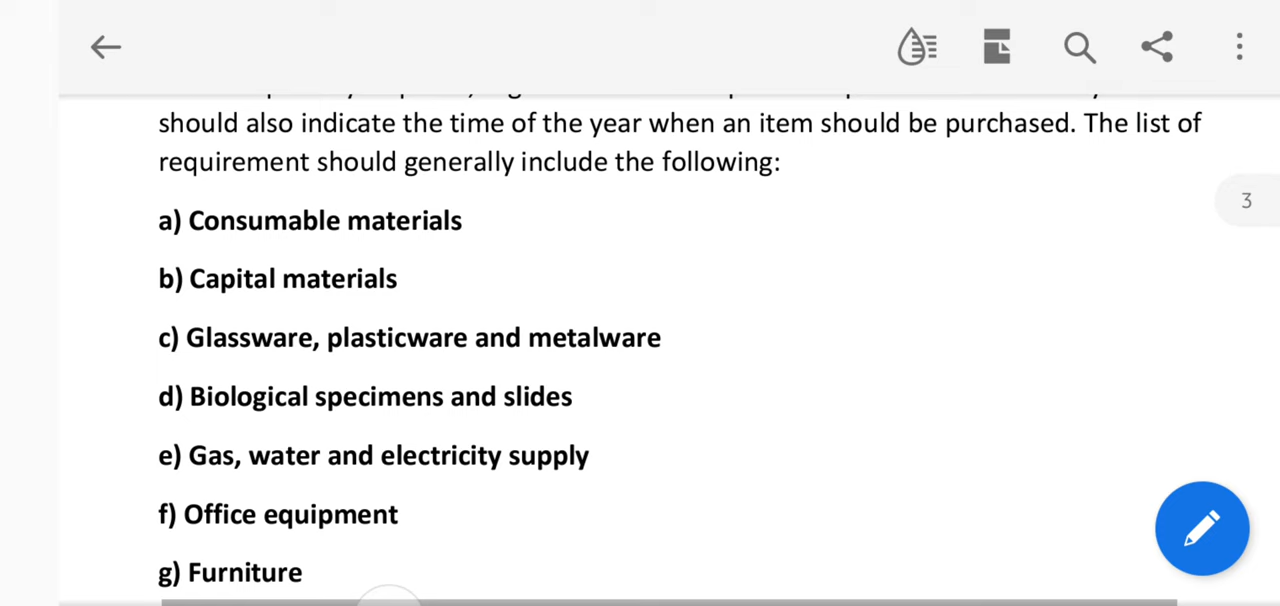 should also indicate the time of the year when an item should be purchased. The list of
requirement should generally include the following:
3
a) Consumable materials
b) Capital materials
c) Glassware, plasticware and metalware
d) Biological specimens and slides
e) Gas, water and electricity supply
f) Office equipment
g) Furniture